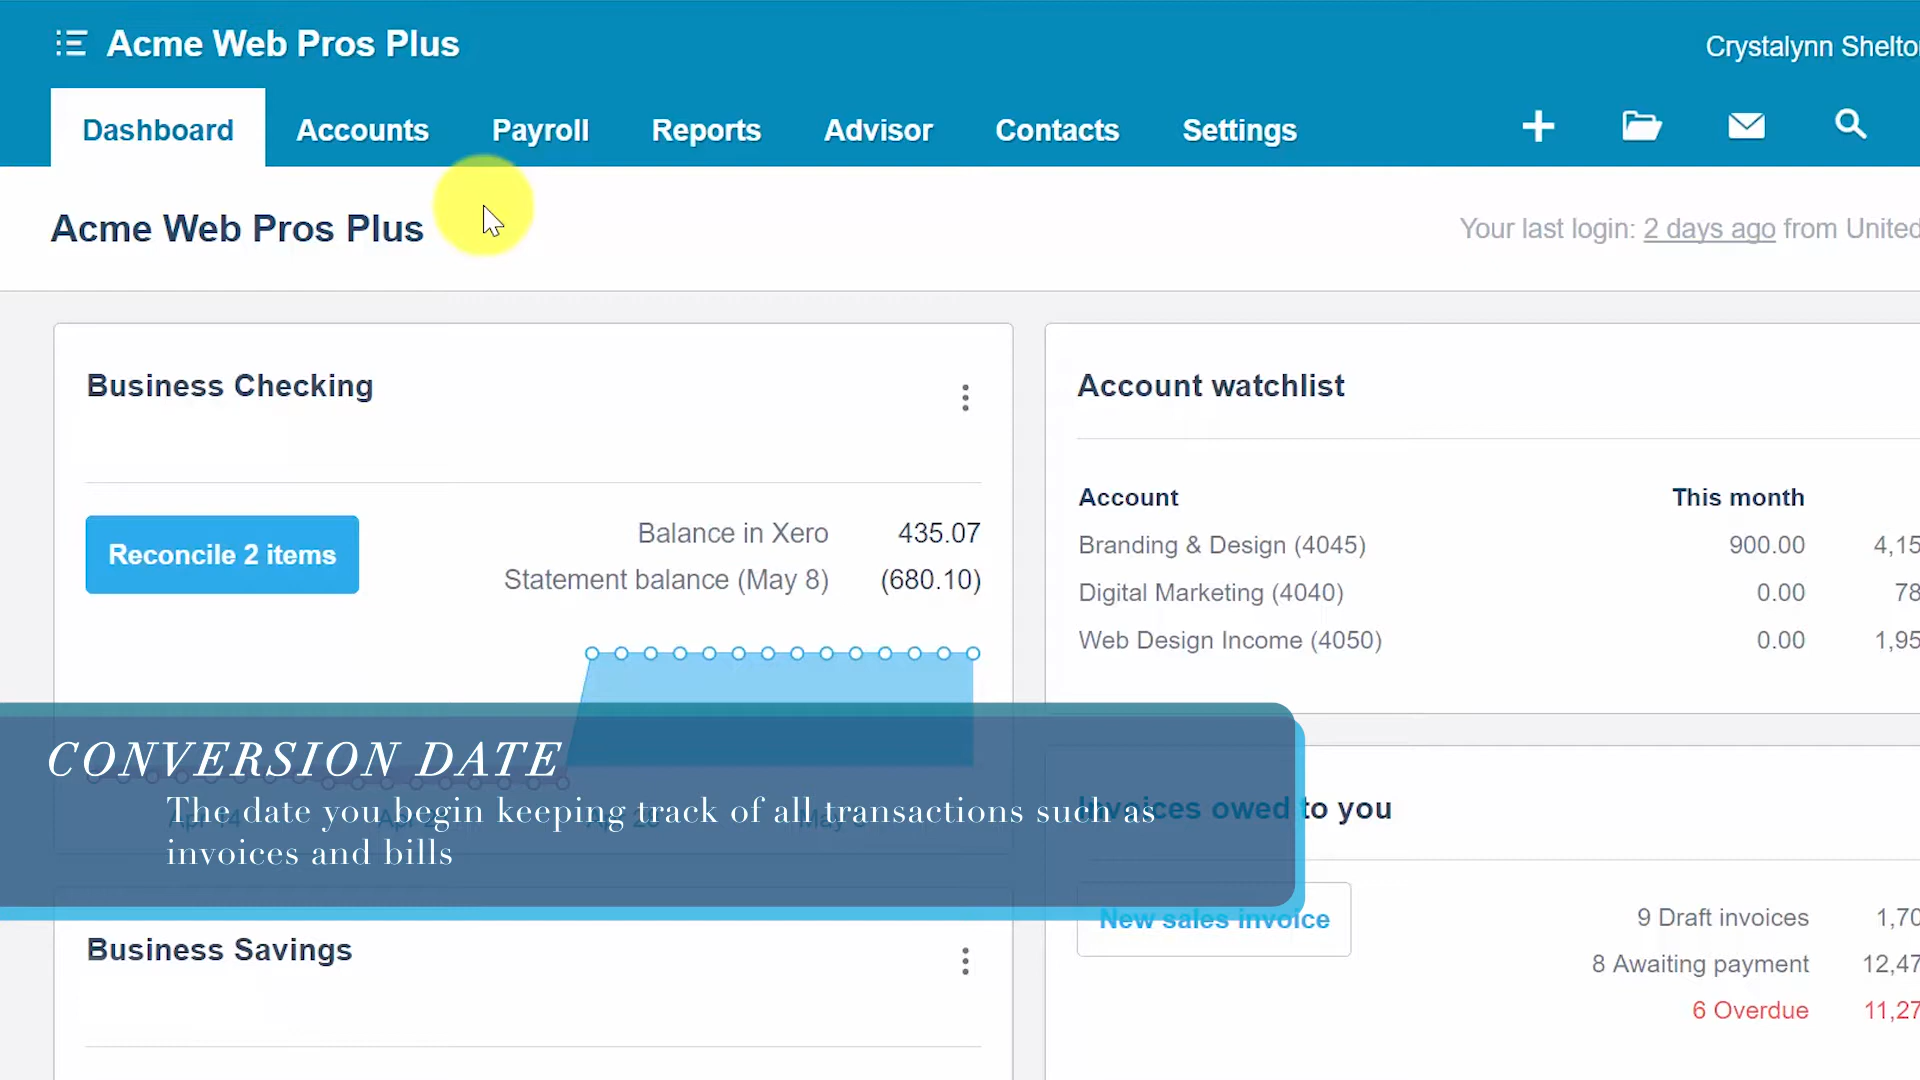 Acme Web Pros Plus
Crystalynn Shelto
Dashboard Accounts Payroll Reports Advisor Contacts Settings
Acme Web Pros Plus
Your last login: 2 days ago from United
Business Checking
Reconcile 2 items
Balance in Xero 435.07
Statement balance (May 8) (680.10)
Account watchlist
Account This month
Branding & Design (4045) 900.00 4,15
Digital Marketing (4040) 0.00 78
Web Design Income (4050) 0.00 1,95
CONVERSION DATE
The date you begin keeping track of all transactions such as
invoices and bills
Invoices owed to you
New sales invoice
9 Draft invoices 1,70
8 Awaiting payment 12,47
6 Overdue 11,27
Business Savings